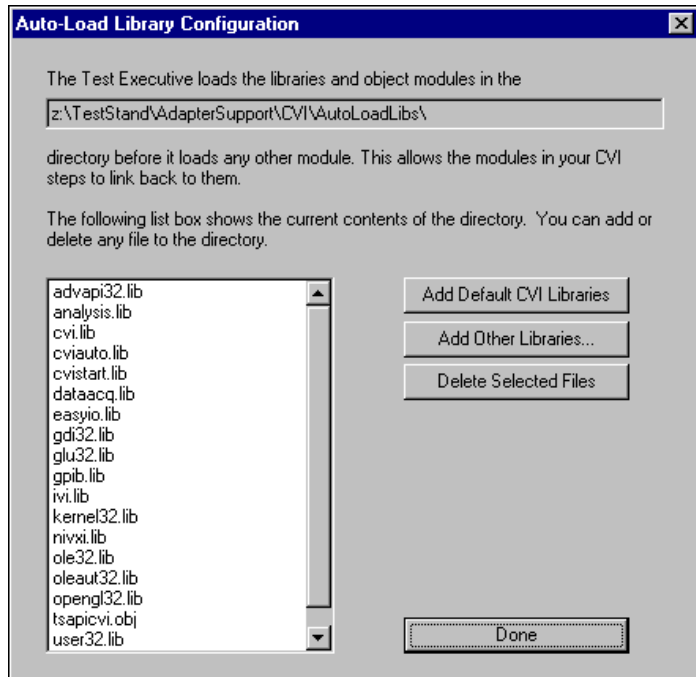 Auto-Load Library Configuration
The Test Executive loads the libraries and object modules in the
z:\TestStand\AdapterSupport\CVI\AutoLoadLibs\
directory before it loads any other module. This allows the modules in your CVI
steps to link back to them.
The following list box shows the current contents of the directory. You can add or
delete any file to the directory.
advapi32.lib
analysis.lib
cvi.lib
cviauto.lib
cvistart.lib
dataacq.lib
easyio.lib
gdi32.lib
glu32.lib
gpib.lib
ivi.lib
kernel32.lib
nivxi.lib
ole32.lib
oleaut32.lib
opengl32.lib
tsapicvi.obj
user32.lib
Add Default CVI Libraries
Add Other Libraries...
Delete Selected Files
Done